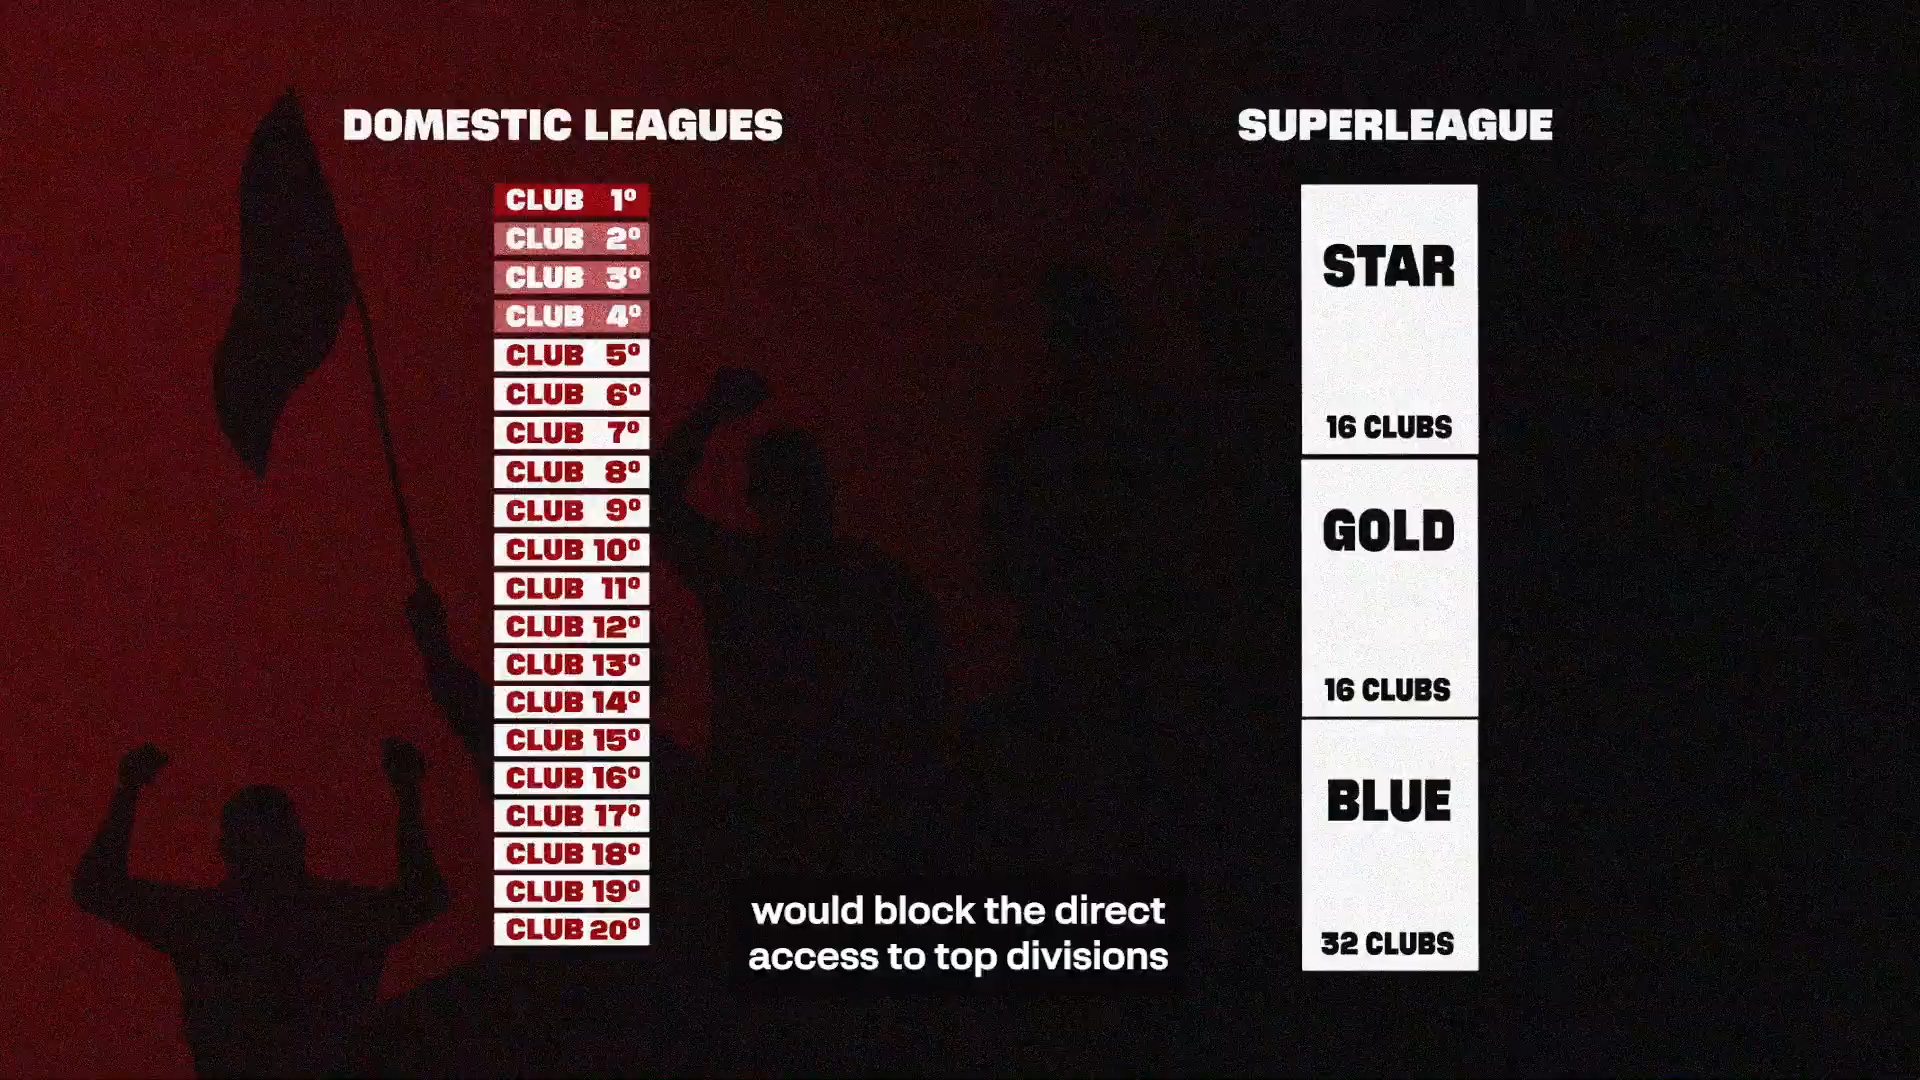 DOMESTIC LEAGUES
CLUB 1º
CLUB 2º
CLUB 3º
CLUB 4º
CLUB 5º
CLUB 6º
CLUB 7º
CLUB 8º
CLUB 9º
CLUB 10º
CLUB 11º
CLUB 12º
CLUB 13º
CLUB 14º
CLUB 15º
CLUB 16º
CLUB 17º
CLUB 18º
CLUB 19º
CLUB 20º
SUPERLEAGUE
STAR
16 CLUBS
GOLD
16 CLUBS
BLUE
32 CLUBS
would block the direct
access to top divisions